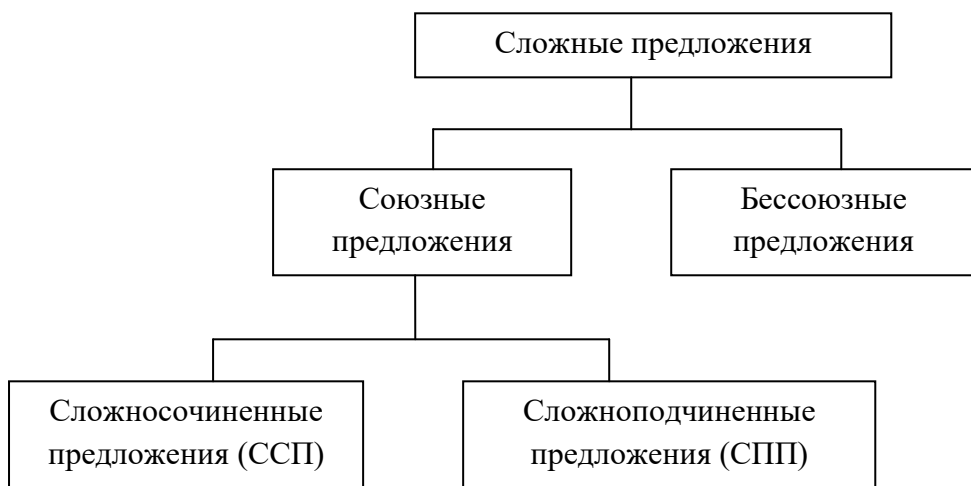 Сложные предложения
Союзные
предложения
Бессоюзные
предложения
Сложносочиненные
предложения (ССП)
Сложноподчиненные
предложения (СПП)